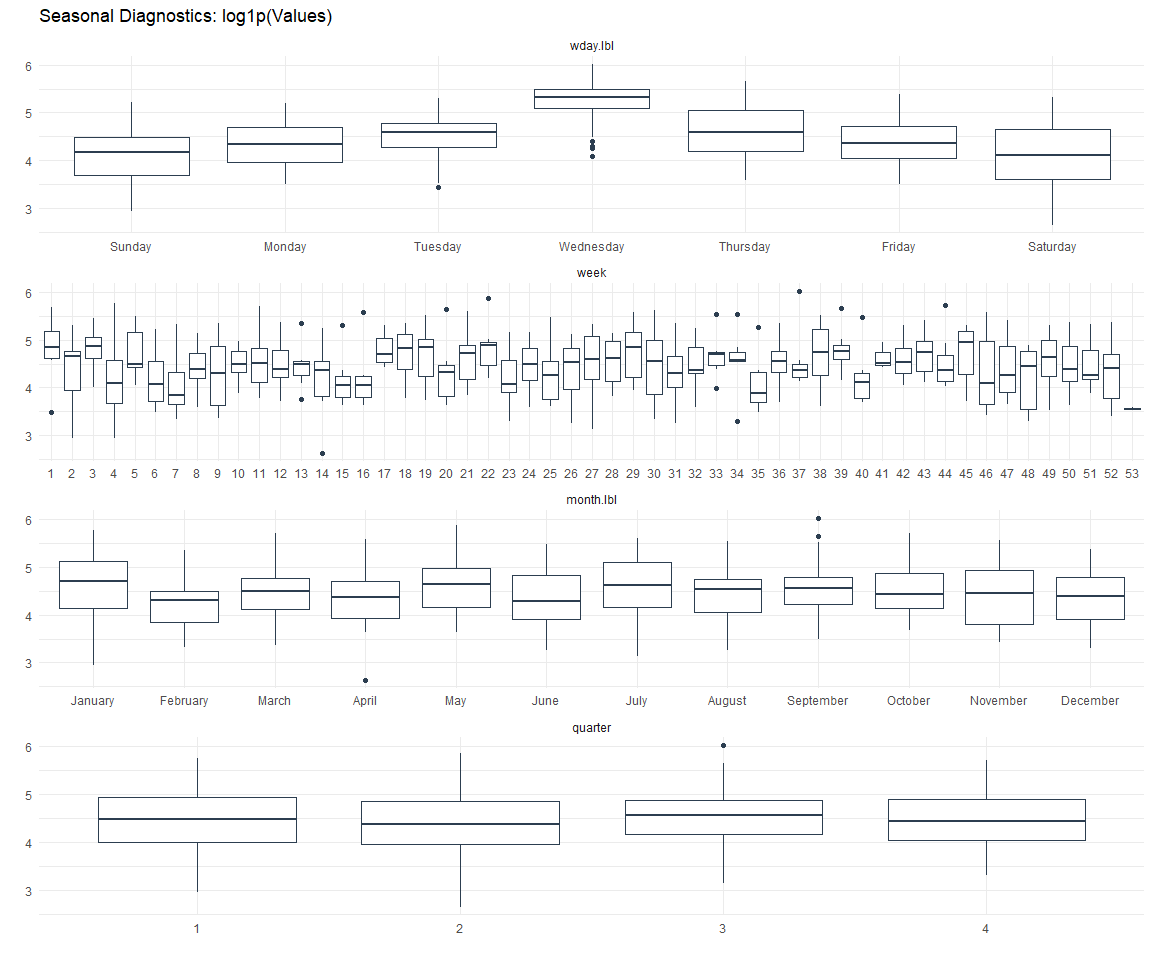 Seasonal Diagnostics: log1p(Values)
wday.lbl
6
5
4
3
Sunday Monday Tuesday Wednesday Thursday Friday Saturday
week
6
5
4
3
1 2 3 4 5 6 7 8 9 10 11 12 13 14 15 16 17 18 19 20 21 22 23 24 25 26 27 28 29 30 31 32 33 34 35 36 37 38 39 40 41 42 43 44 45 46 47 48 49 50 51 52 53
month.lbl
6
5
4
3
January February March April May June July August September October November December
quarter
6
5
4
3
1 2 3 4